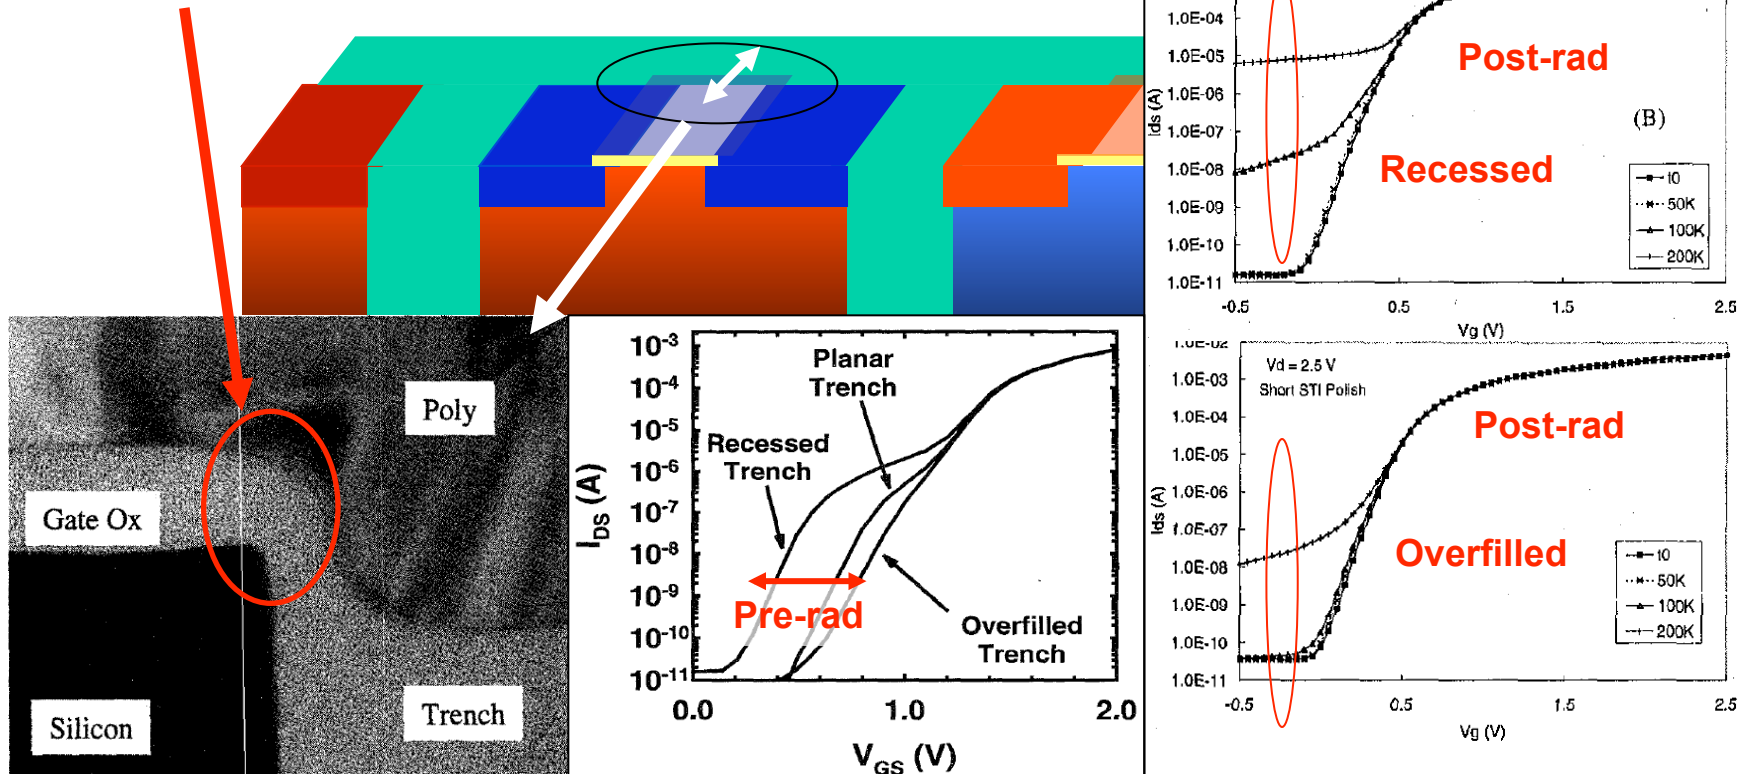 1.0E-04
1.0E-05
1.0E-06
1.0E-07
1.0E-08
1.0E-09
1.0E-10
1.0E-11
Ids (A)
Post-rad
(B)
Recessed
t0
50K
100K
200K
-0.5
0.5
1.5
2.5
Vg (V)
Poly
Gate Ox
Silicon
Trench
10-3
10-4
10-5
10-6
10-7
10-8
10-9
10-10
10-11
IDS (A)
Planar
Trench
Recessed
Trench
Pre-rad
Overfilled
Trench
0.0
1.0
2.0
VGS (V)
1.0E-02
1.0E-03
1.0E-04
1.0E-05
1.0E-06
1.0E-07
1.0E-08
1.0E-09
1.0E-10
1.0E-11
Ids (A)
Vd = 2.5 V
Short STI Polish
Post-rad
Overfilled
t0
50K
100K
200K
-0.5
0.5
1.5
2.5
Vg (V)